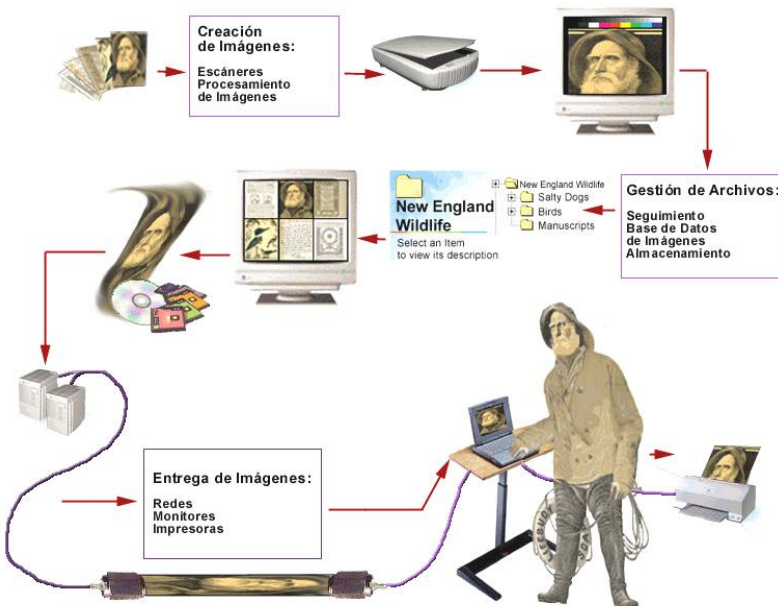 Creación
de Imágenes:
Escáneres
Procesamiento
de Imágenes
Gestión de Archivos:
Seguimiento
Base de Datos
de Imágenes
Almacenamiento
New England Wildlife
Salty Dogs
Birds
Manuscripts
New England
Wildlife
Select an Item
to view its description
Entrega de Imágenes:
Redes
Monitores
Impresoras